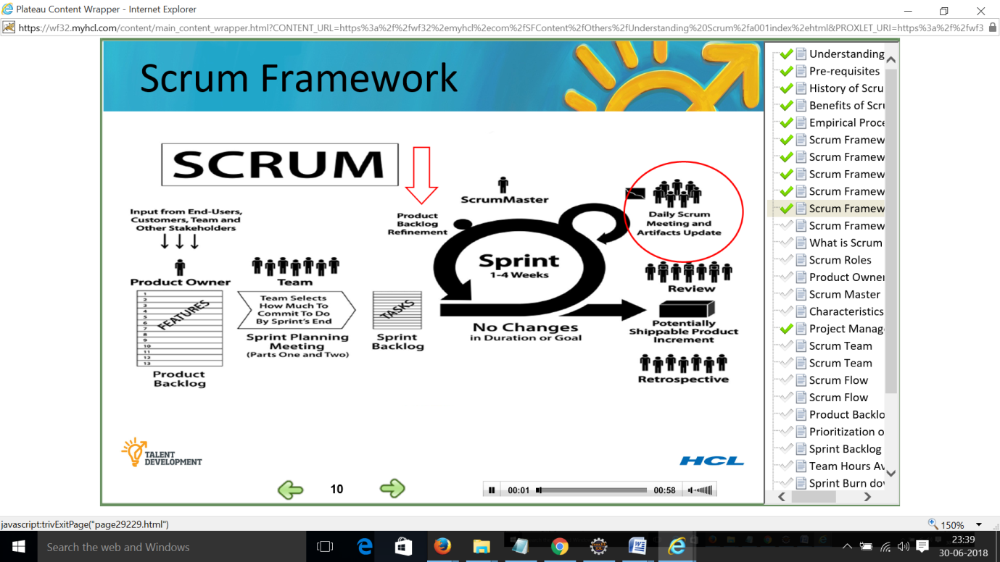 Plateau Content Wrapper - Internet Explorer
https://wf32.myhcl.com/content/main_content_wrapper.html?CONTENT_URL=https%3a%2f%2fwf32%2emyhcl%2ecom%2fSFContent%2fOthers%2fUnderstanding%20Scrum%2fa001index%2ehtml&PROXLET_URI=https%3a%2f%2fwf3
Scrum Framework
SCRUM
Input from End-Users,
Customers, Team and
Other Stakeholders
Product Owner
1
2
3
4
5
6
7
8
9
10
11
12
13
FEATURES
Product
Backlog
Team
Team Selects
How Much To
Commit To Do
By Sprint's End
Sprint Planning
Meeting
(Parts One and Two)
TASKS
Sprint
Backlog
Product
Backlog
Refinement
ScrumMaster
Sprint
1-4 Weeks
No Changes
in Duration or Goal
Daily Scrum
Meeting and
Artifacts Update
Review
Potentially
Shippable Product
Increment
Retrospective
TALENT
DEVELOPMENT
HCL
10
00:01
00:58
Understanding
Pre-requisites
History of Scru
Benefits of Scru
Empirical Proce
Scrum Framew
Scrum Framew
Scrum Framew
Scrum Framew
Scrum Framew
Scrum Framew
What is Scrum
Scrum Roles
Product Owner
Scrum Master
Characteristics
Project Manag
Scrum Team
Scrum Team
Scrum Flow
Scrum Flow
Product Backlo
Prioritization o
Sprint Backlog
Team Hours Av
Sprint Burn dov
javascript:trivExitPage("page29229.html")
150%
Search the web and Windows
23:39
30-06-2018